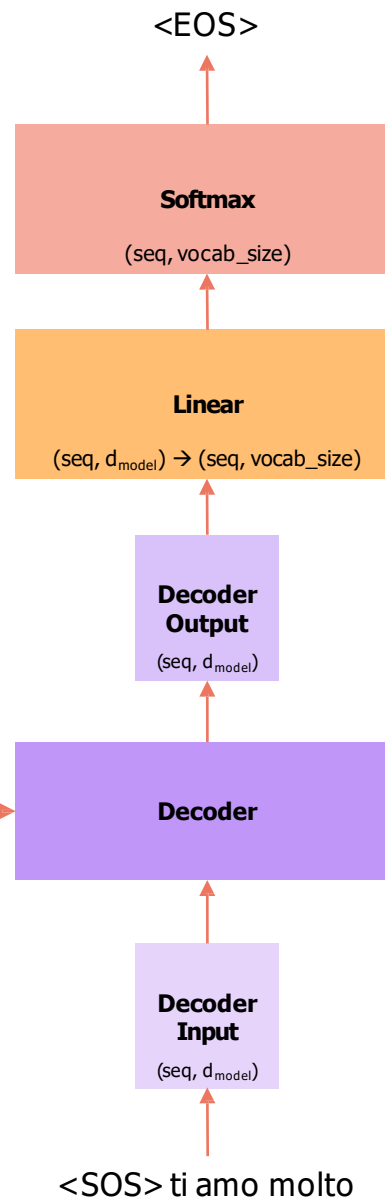 <EOS>
Softmax
(seq, vocab_size)
Linear
(seq, dmodel) → (seq, vocab_size)
Decoder
Output
(seq, dmodel)
Decoder
Decoder
Input
(seq, dmodel)
<SOS> ti amo molto